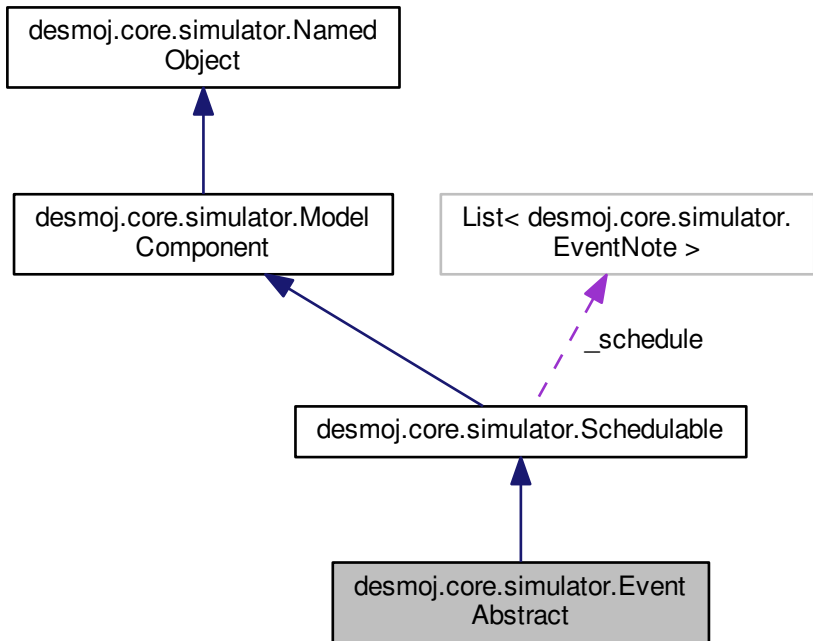 desmoj.core.simulator.Named
Object
desmoj.core.simulator.Model
Component
List< desmoj.core.simulator.
EventNote >
_schedule
desmoj.core.simulator.Schedulable
desmoj.core.simulator.Event
Abstract